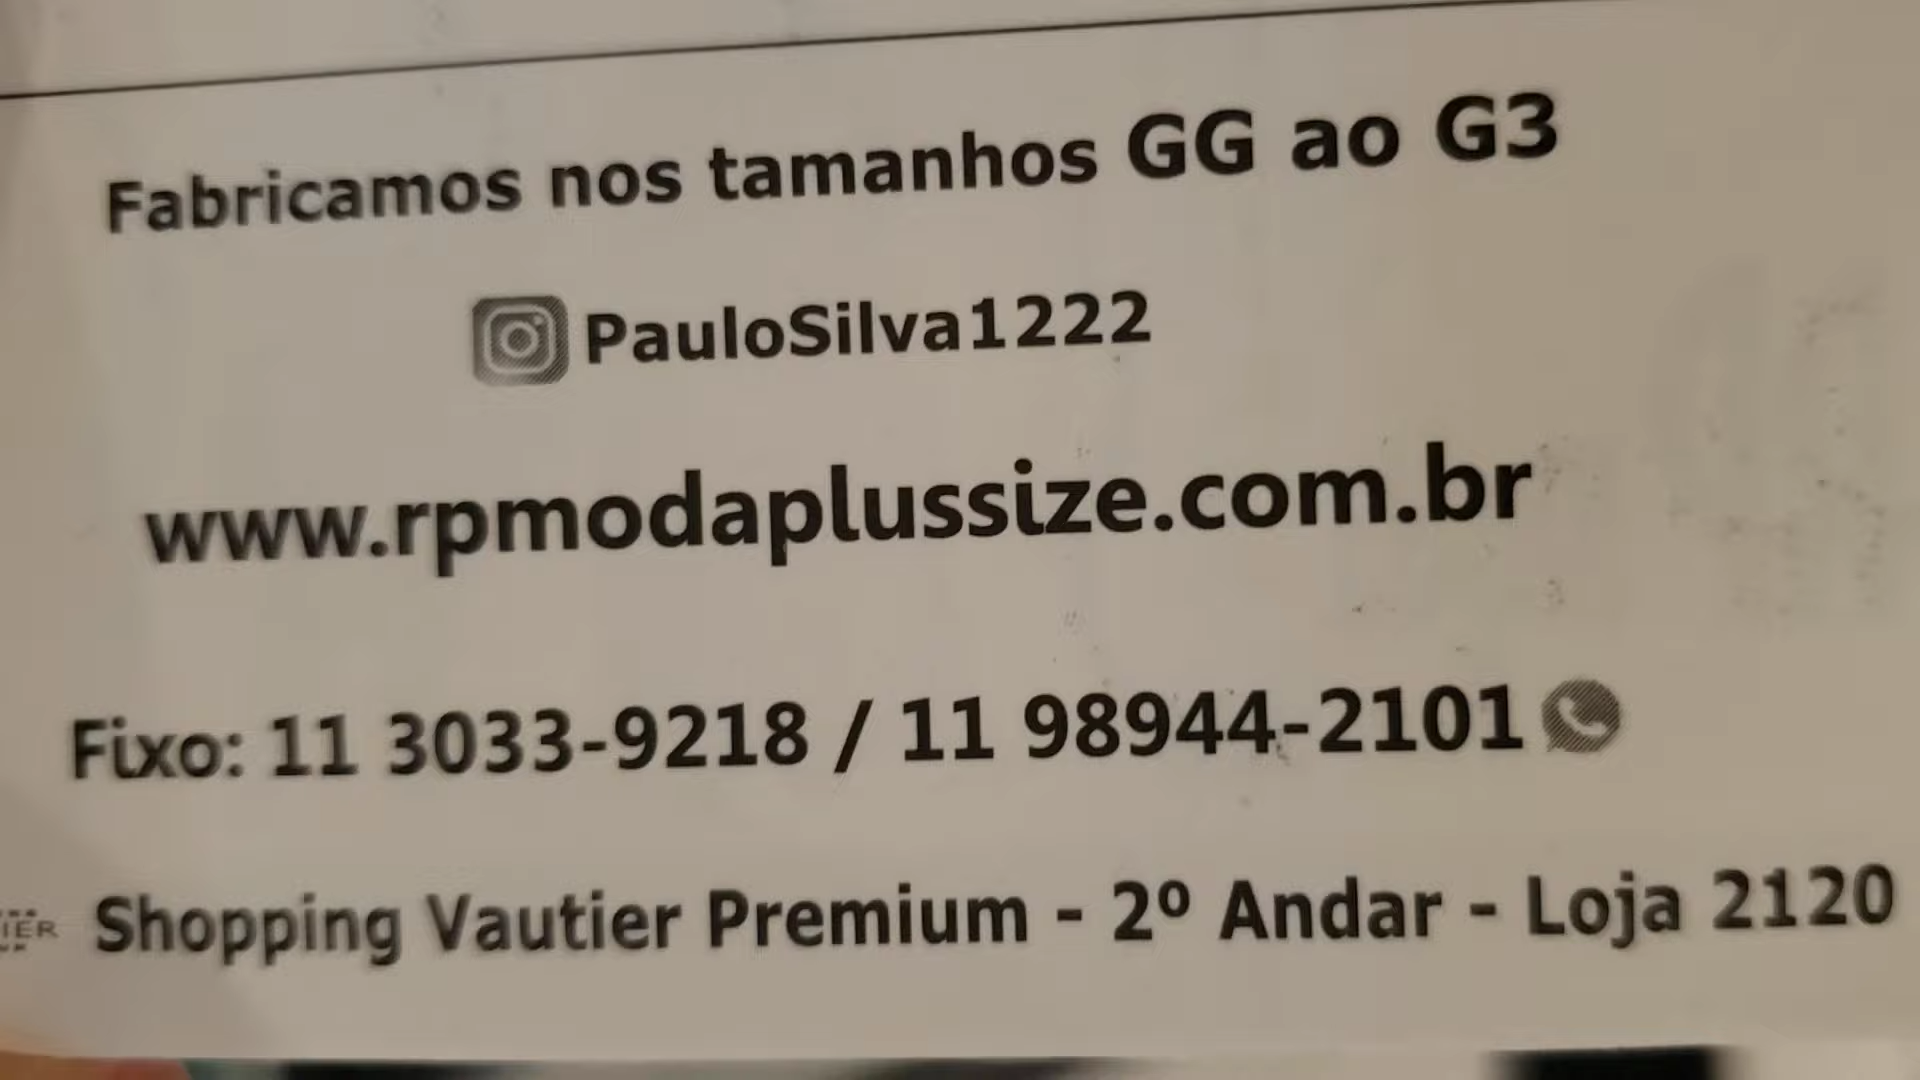 Fabricamos nos tamanhos GG ao G3
PauloSilva1222
www.rpmodaplussize.com.br
Fixo: 11 3033-9218 / 11 98944-2101
Shopping Vautier Premium - 2º Andar - Loja 2120